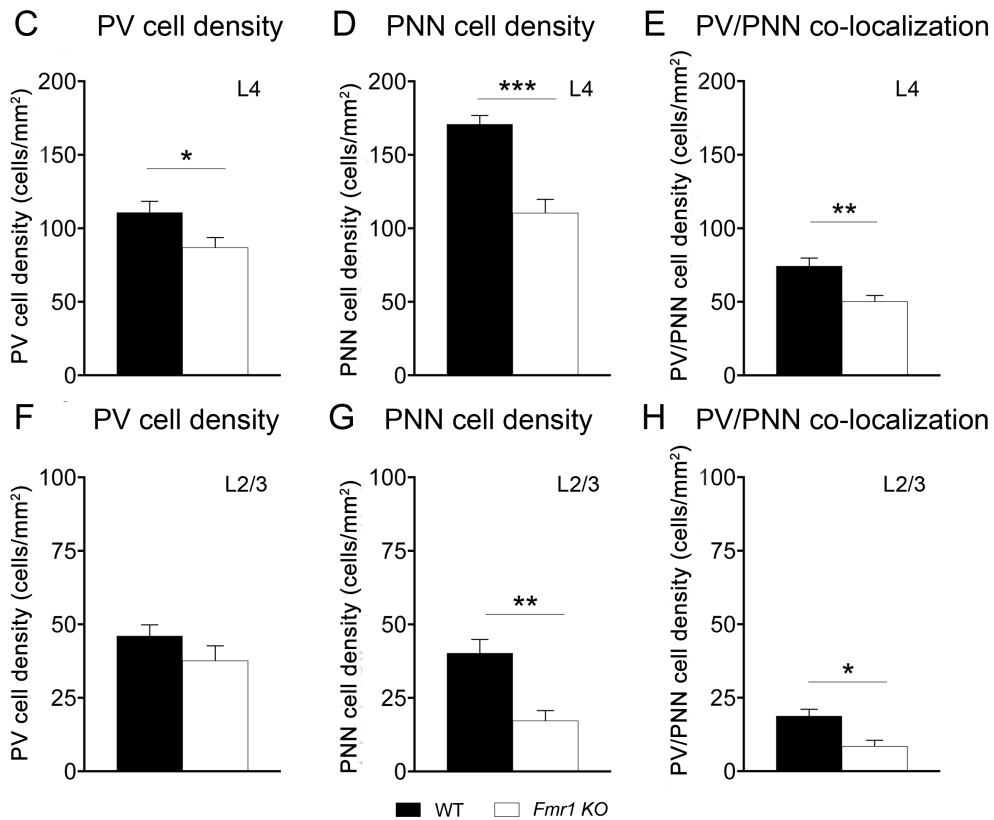 C PV cell density
PV cell density (cells/mm²)
200
150
100
50
0
L4
*
D PNN cell density
PNN cell density (cells/mm²)
200
150
100
50
0
L4
***
E PV/PNN co-localization
PV/PNN cell density (cells/mm²)
200
150
100
50
0
L4
**
F PV cell density
PV cell density (cells/mm²)
100
75
50
25
0
L2/3
G PNN cell density
PNN cell density (cells/mm²)
100
75
50
25
0
L2/3
**
H PV/PNN co-localization
PV/PNN cell density (cells/mm²)
100
75
50
25
0
L2/3
*
WT Fmr1 KO